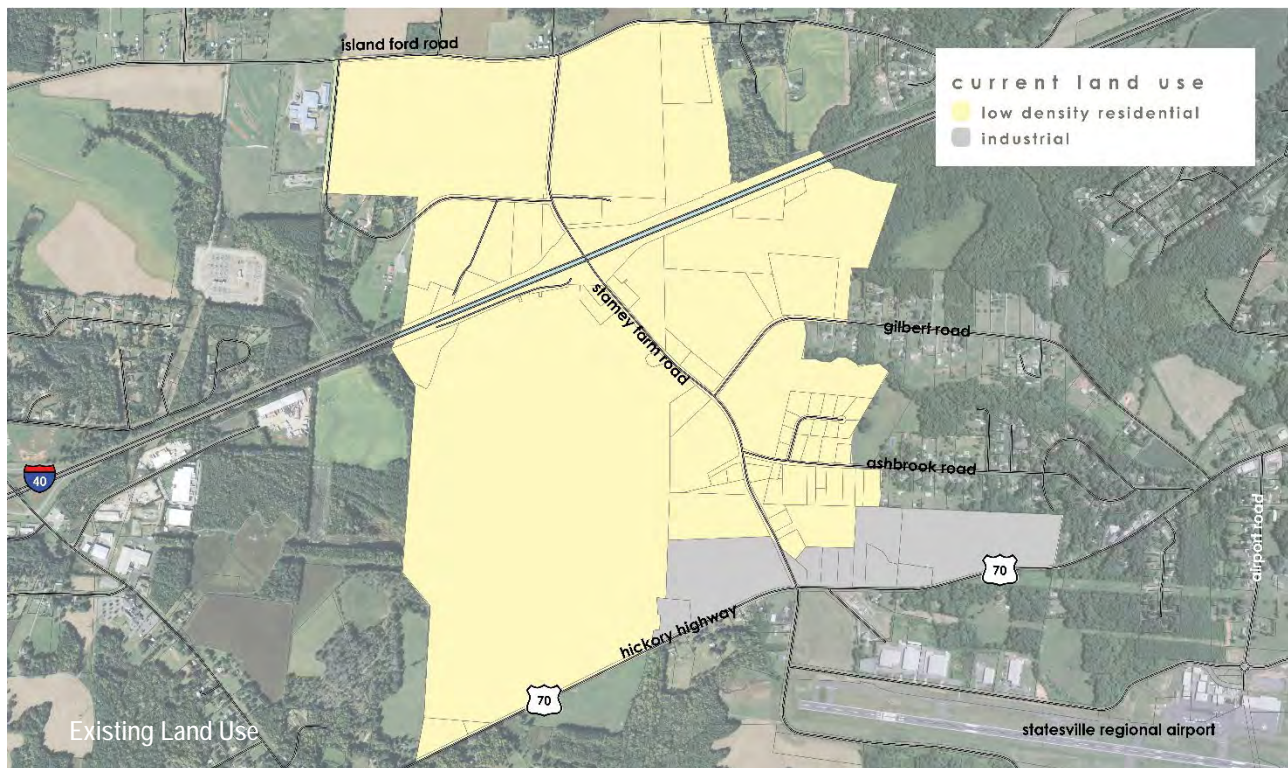 island ford road
current land use
low density residential
industrial
stamey farm road
gilbert road
ashbrook road
40
airport road
70
hickory highway
70
Existing Land Use
statesville regional airport